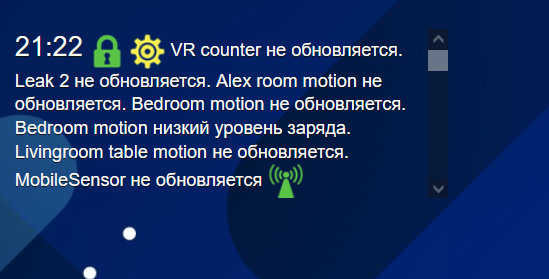 21:22 VR counter не обновляется.
Leak 2 не обновляется. Alex room motion не
обновляется. Bedroom motion не обновляется.
Bedroom motion низкий уровень заряда.
Livingroom table motion не обновляется.
MobileSensor не обновляется